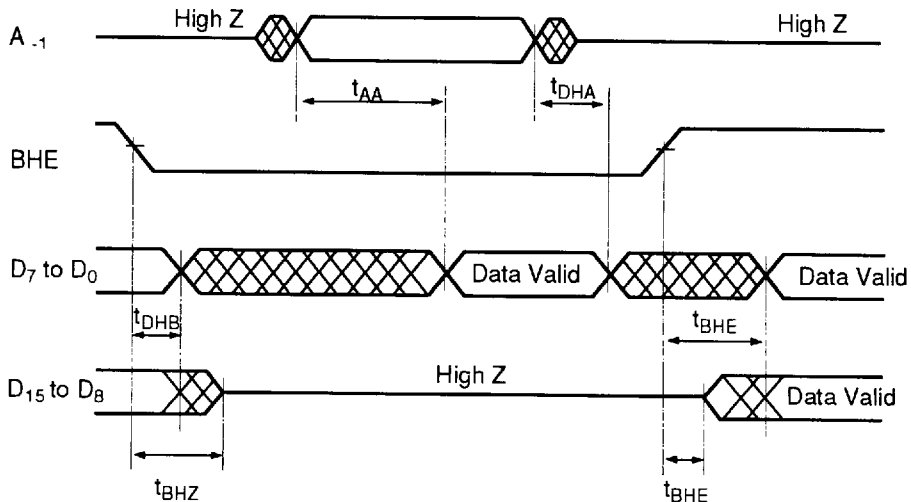 High Z
High Z
A -1
tAA
tDHA
BHE
D7 to D0
Data Valid
Data Valid
tDHB
tBHE
D15 to D8
High Z
Data Valid
tBHZ
tBHE